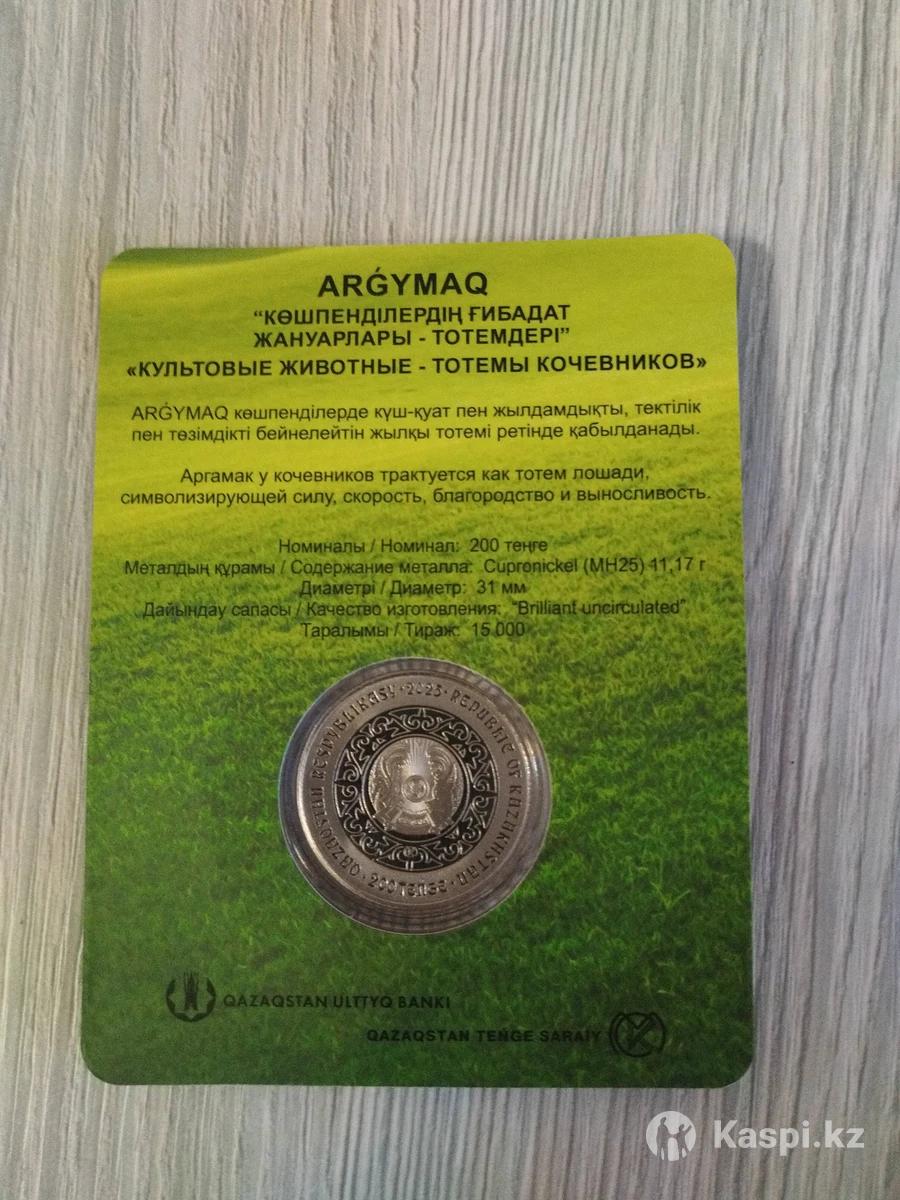 ARǴYMAQ
“КӨШПЕНДІЛЕРДІҢ ҒИБАДАТ
ЖАНУАРЛАРЫ - ТОТЕМДЕРІ”
«КУЛЬТОВЫЕ ЖИВОТНЫЕ - ТОТЕМЫ КОЧЕВНИКОВ»
ARǴYMAQ көшпенділерде күш-қуат пен жылдамдықты, тектілік
пен төзімдікті бейнелейтін жылқы тотемі ретінде қабылданады.
Аргамак у кочевников трактуется как тотем лошади,
символизирующей силу, скорость, благородство и выносливость.
Номиналы / Номинал: 200 теңге
Металдың құрамы / Содержание металла: Cupronickel (МН25) 11,17 г
Диаметрі / Диаметр: 31 мм
Дайындау сапасы / Качество изготовления: “Brilliant uncirculated”
Таралымы / Тираж: 15 000
QAZAQSTAN RESPÝBLIKASY · 2023 · REPUBLIC OF KAZAKHSTAN · 200 TEŃGE ·
QAZAQSTAN ULTTYQ BANKI
QAZAQSTAN TEŃGE SARAIY
Kaspi.kz